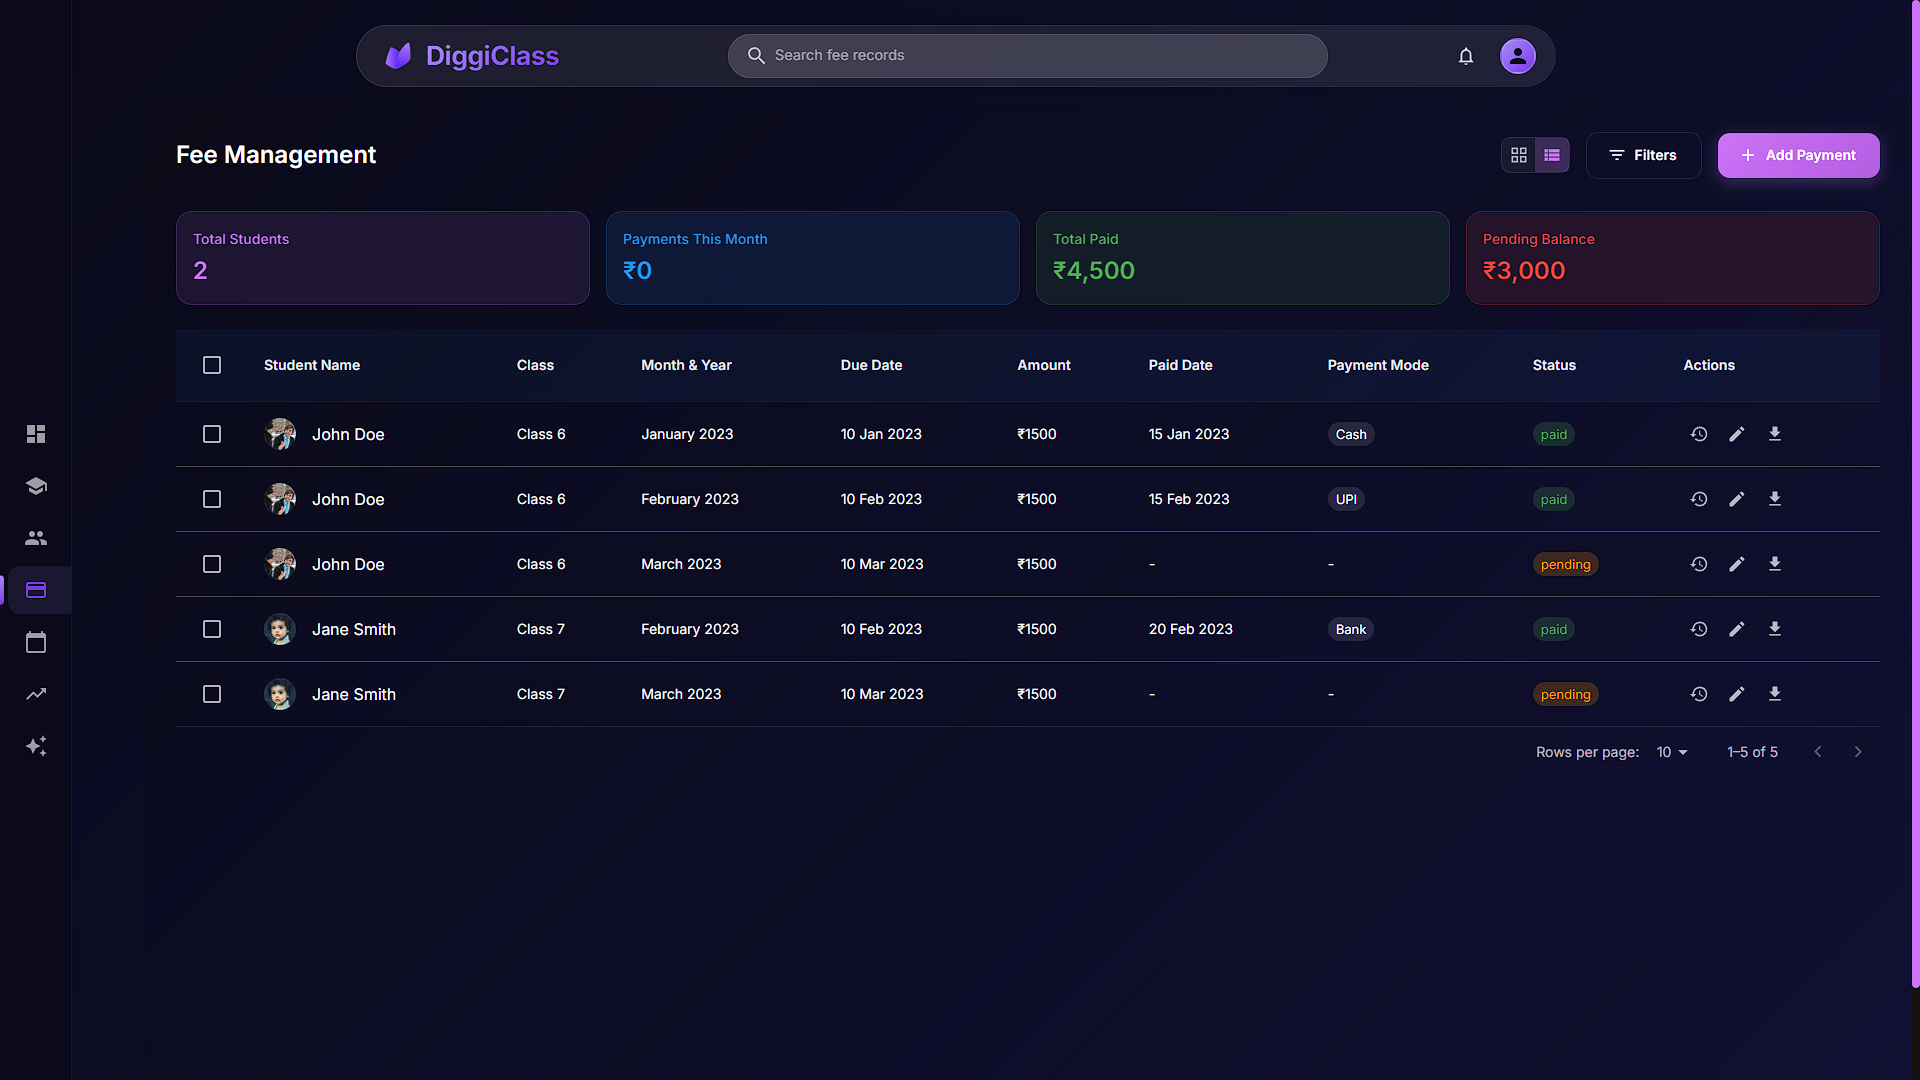 DiggiClass
Search fee records
Fee Management
Filters
+ Add Payment
Total Students
2
Payments This Month
₹0
Total Paid
₹4,500
Pending Balance
₹3,000
Student Name Class Month & Year Due Date Amount Paid Date Payment Mode Status Actions
John Doe Class 6 January 2023 10 Jan 2023 ₹1500 15 Jan 2023 Cash paid
John Doe Class 6 February 2023 10 Feb 2023 ₹1500 15 Feb 2023 UPI paid
John Doe Class 6 March 2023 10 Mar 2023 ₹1500 - - pending
Jane Smith Class 7 February 2023 10 Feb 2023 ₹1500 20 Feb 2023 Bank paid
Jane Smith Class 7 March 2023 10 Mar 2023 ₹1500 - - pending
Rows per page: 10 1–5 of 5